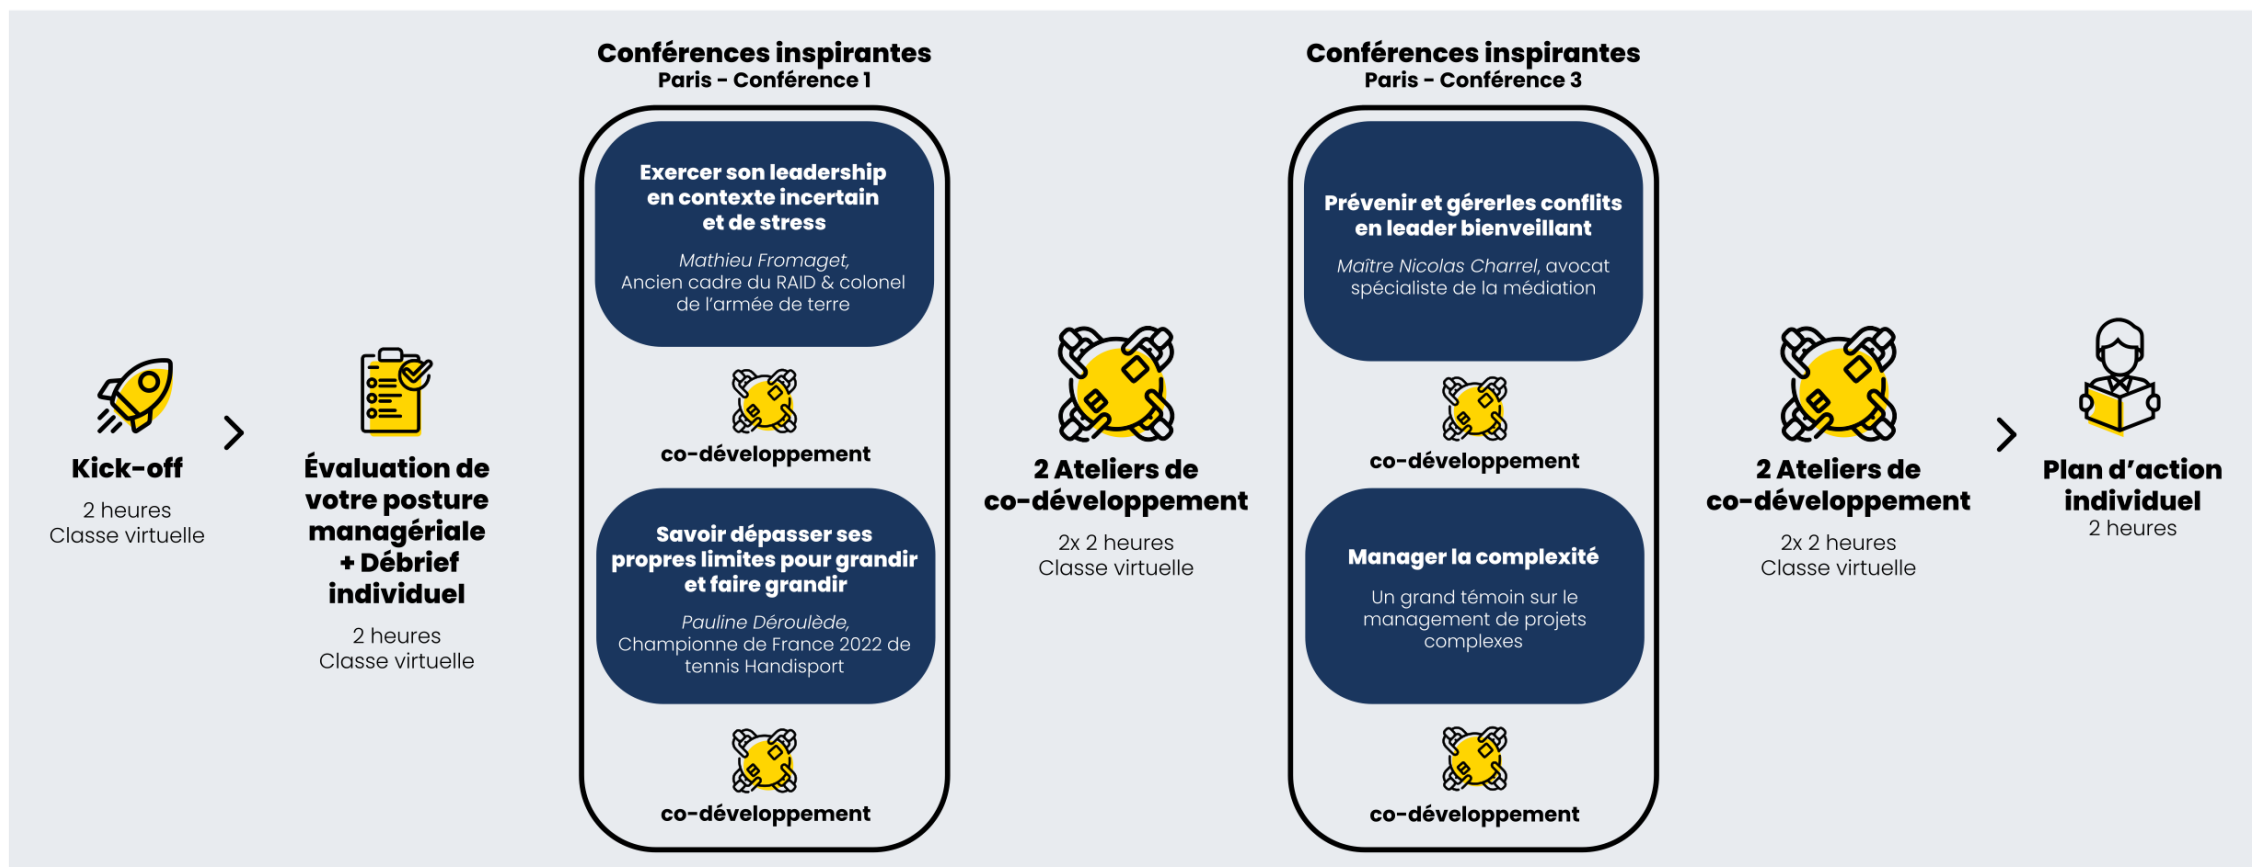 Kick-off
2 heures
Classe virtuelle
Évaluation de
votre posture
managériale
+ Débrief
individuel
2 heures
Classe virtuelle
Conférences inspirantes
Paris - Conférence 1
Exercer son leadership
en contexte incertain
et de stress
Mathieu Fromaget,
Ancien cadre du RAID & colonel
de l'armée de terre
co-développement
Savoir dépasser ses
propres limites pour grandir
et faire grandir
Pauline Déroulède,
Championne de France 2022 de
tennis Handisport
co-développement
2 Ateliers de
co-développement
2x 2 heures
Classe virtuelle
Conférences inspirantes
Paris - Conférence 3
Prévenir et gérerles conflits
en leader bienveillant
Maître Nicolas Charrel, avocat
spécialiste de la médiation
co-développement
Manager la complexité
Un grand témoin sur le
management de projets
complexes
co-développement
2 Ateliers de
co-développement
2x 2 heures
Classe virtuelle
Plan d'action
individuel
2 heures